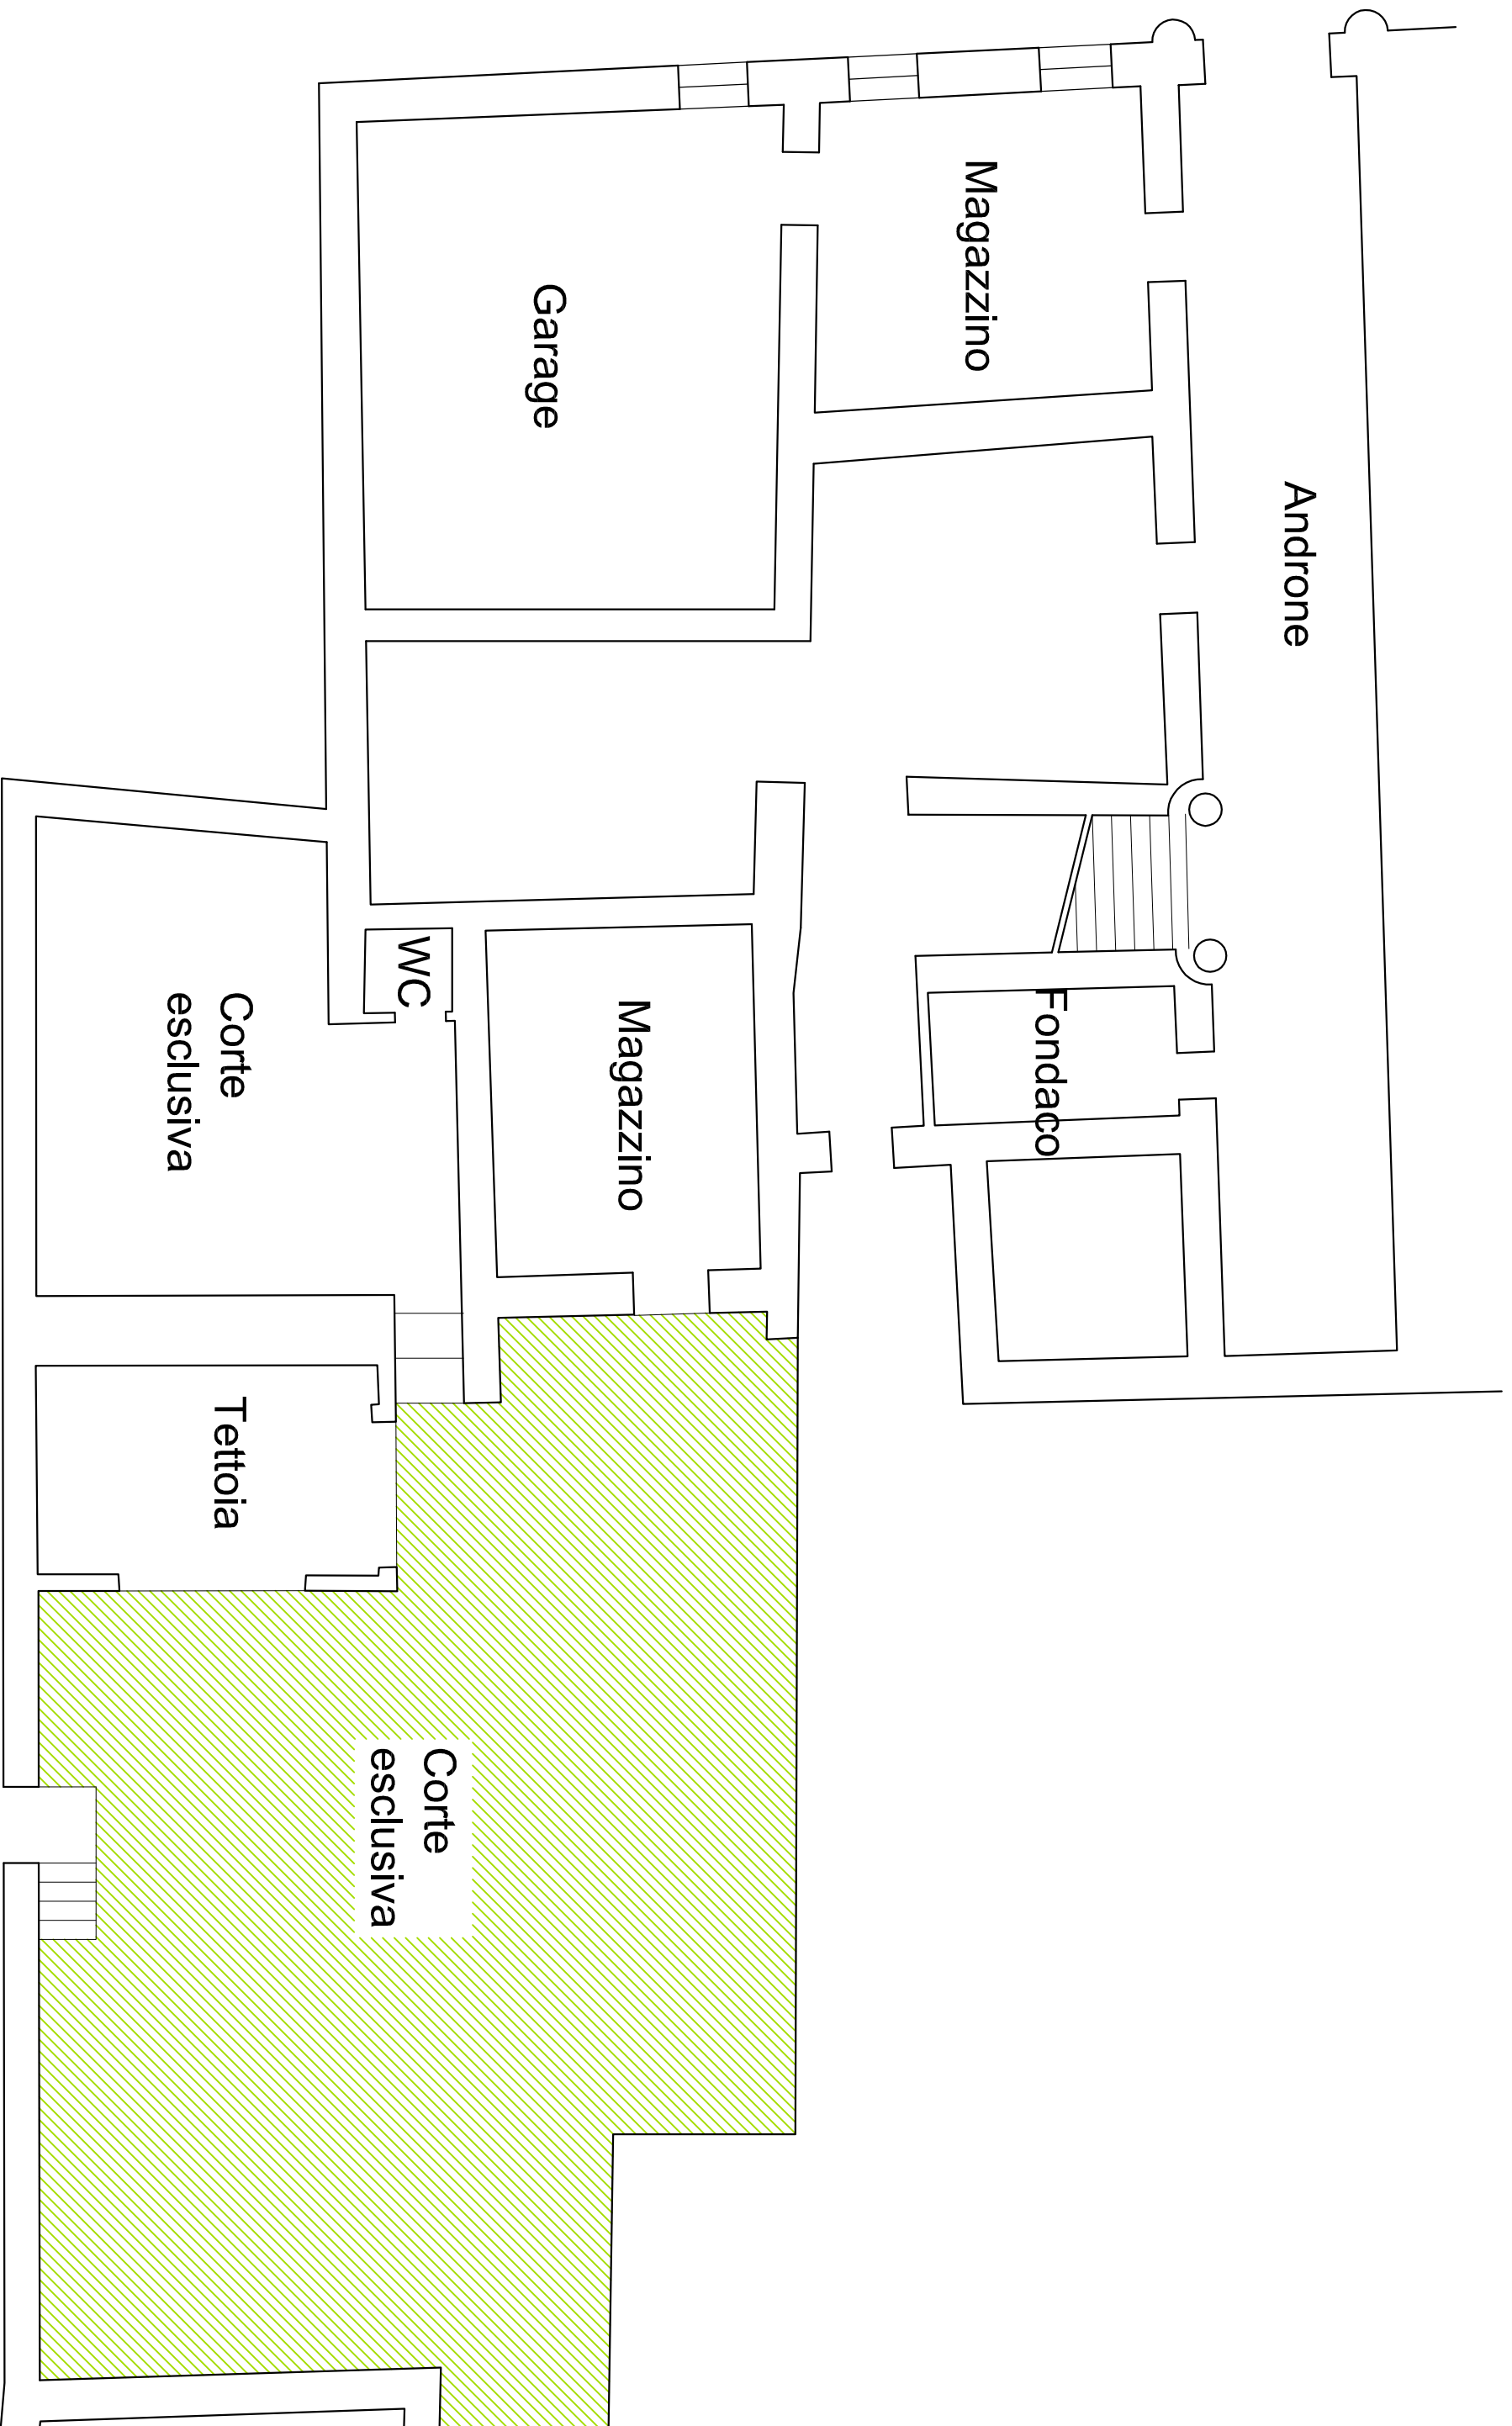 Androne
Magazzino
Garage
Fondaco
WC
Magazzino
Corte
esclusiva
Tettoia
Corte
esclusiva